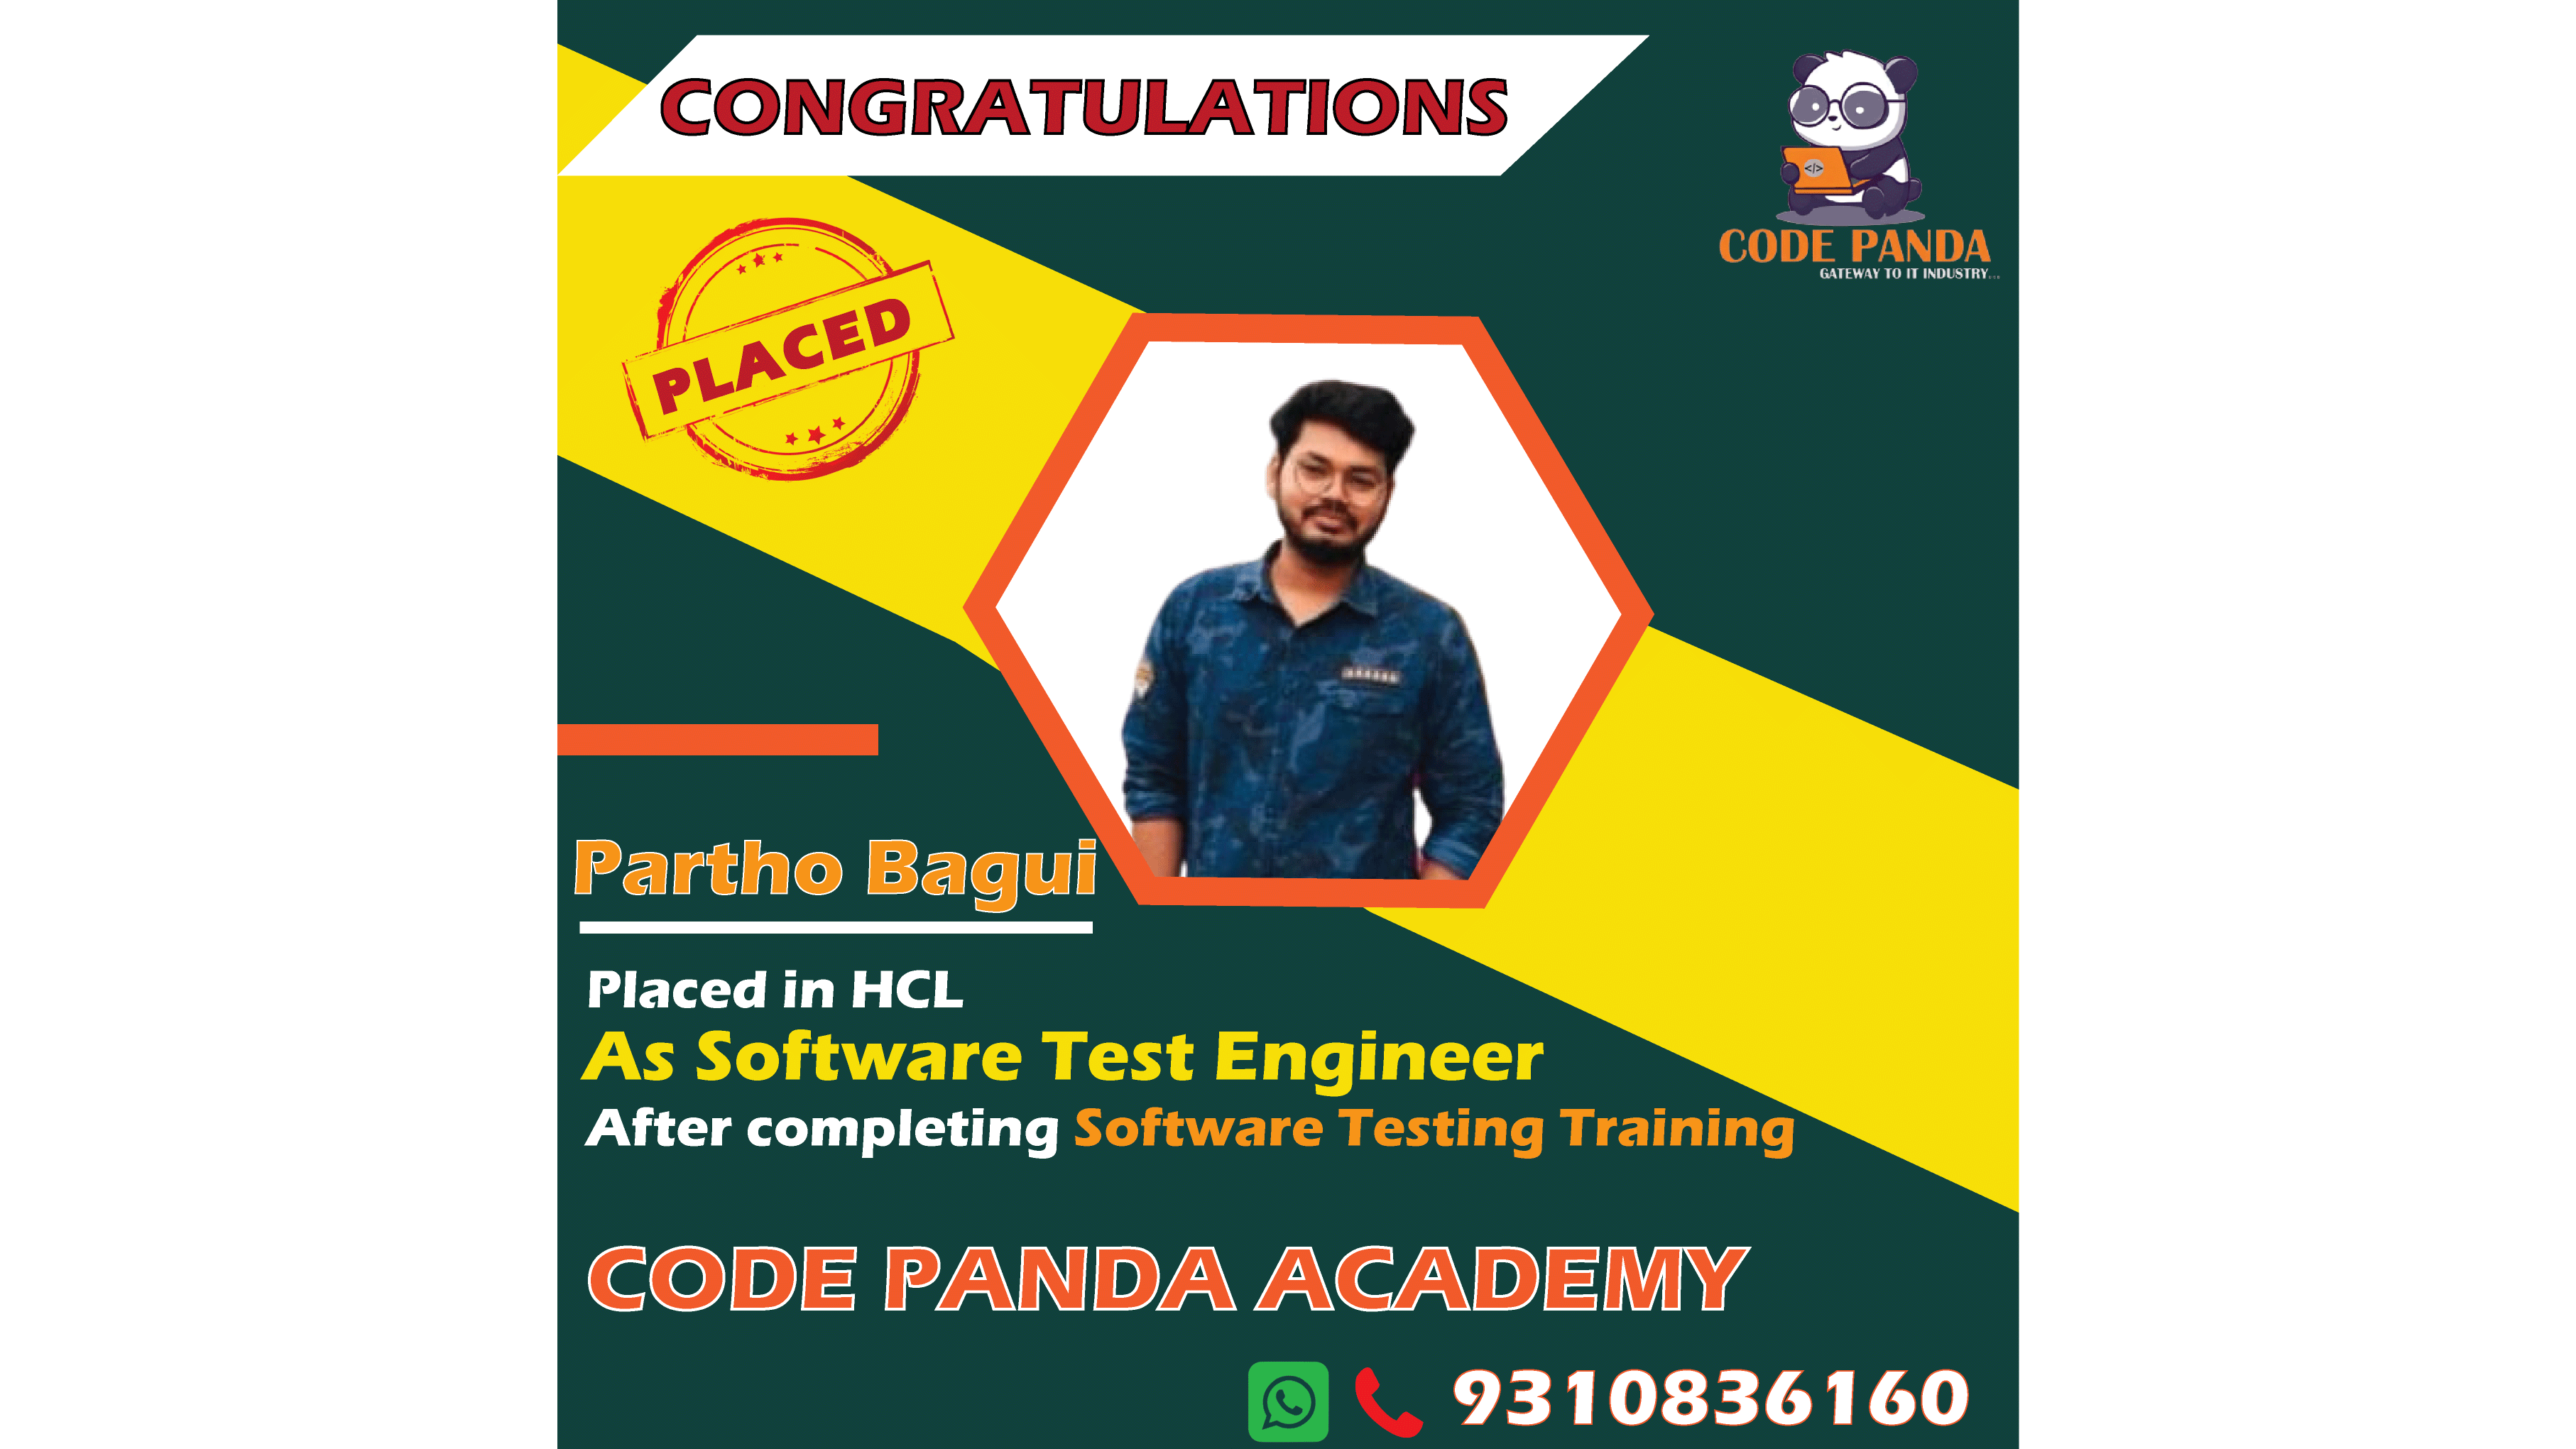 CONGRATULATIONS
</>
CODE PANDA
GATEWAY TO IT INDUSTRY...
PLACED
Partho Bagui
Placed in HCL
As Software Test Engineer
After completing Software Testing Training
CODE PANDA ACADEMY
9310836160